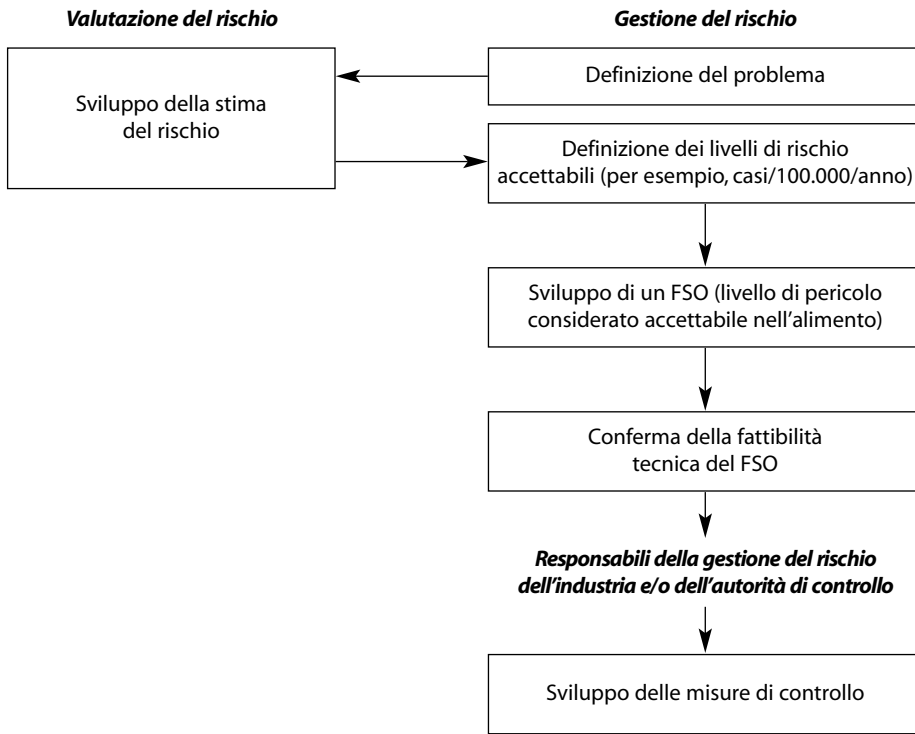 Valutazione del rischio
Gestione del rischio
Definizione del problema
Sviluppo della stima
del rischio
Definizione dei livelli di rischio
accettabili (per esempio, casi/100.000/anno)
Sviluppo di un FSO (livello di pericolo
considerato accettabile nell'alimento)
Conferma della fattibilità
tecnica del FSO
Responsabili della gestione del rischio
dell'industria e/o dell'autorità di controllo
Sviluppo delle misure di controllo